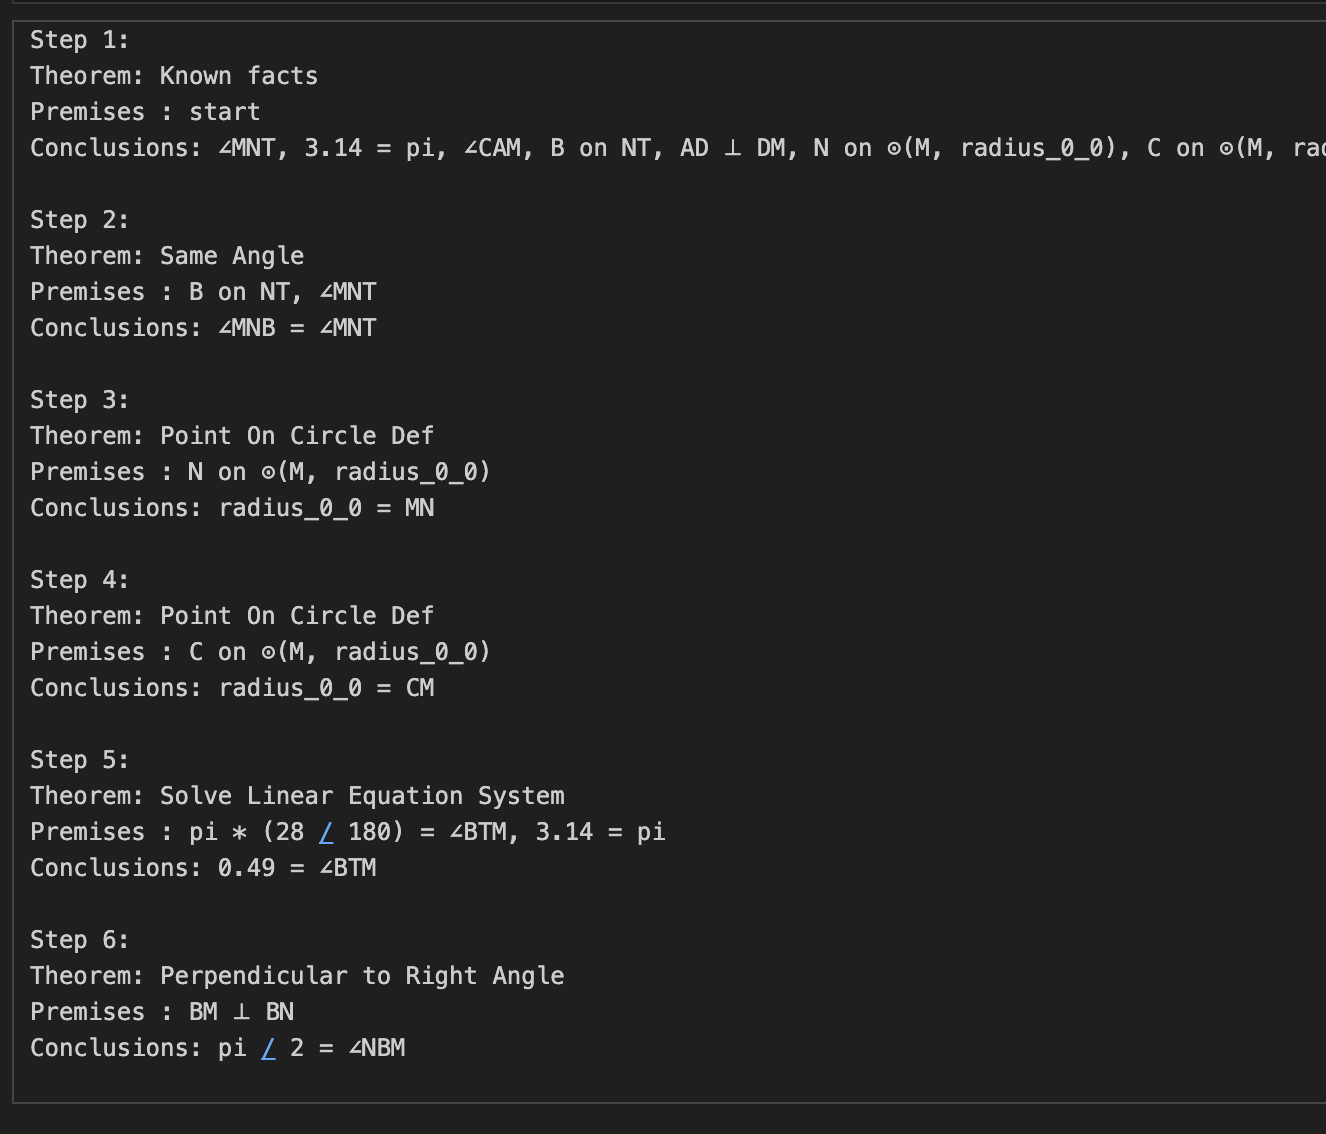 Step 1:
Theorem: Known facts
Premises : start
Conclusions: ∠MNT, 3.14 = pi, ∠CAM, B on NT, AD ⊥ DM, N on ⊙(M, radius_0_0), C on ⊙(M, rad
Step 2:
Theorem: Same Angle
Premises : B on NT, ∠MNT
Conclusions: ∠MNB = ∠MNT
Step 3:
Theorem: Point On Circle Def
Premises : N on ⊙(M, radius_0_0)
Conclusions: radius_0_0 = MN
Step 4:
Theorem: Point On Circle Def
Premises : C on ⊙(M, radius_0_0)
Conclusions: radius_0_0 = CM
Step 5:
Theorem: Solve Linear Equation System
Premises : pi * (28 / 180) = ∠BTM, 3.14 = pi
Conclusions: 0.49 = ∠BTM
Step 6:
Theorem: Perpendicular to Right Angle
Premises : BM ⊥ BN
Conclusions: pi / 2 = ∠NBM